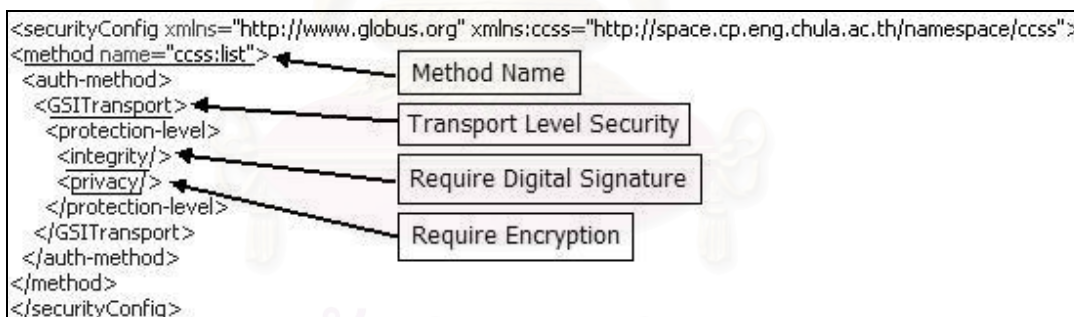 <securityConfig xmlns="http://www.globus.org" xmlns:ccss="http://space.cp.eng.chula.ac.th/namespace/ccss">
<method name="ccss:list">
Method Name
<auth-method>
<GSITransport>
Transport Level Security
<protection-level>
<integrity/>
Require Digital Signature
<privacy/>
Require Encryption
</protection-level>
</GSITransport>
</auth-method>
</method>
</securityConfig>